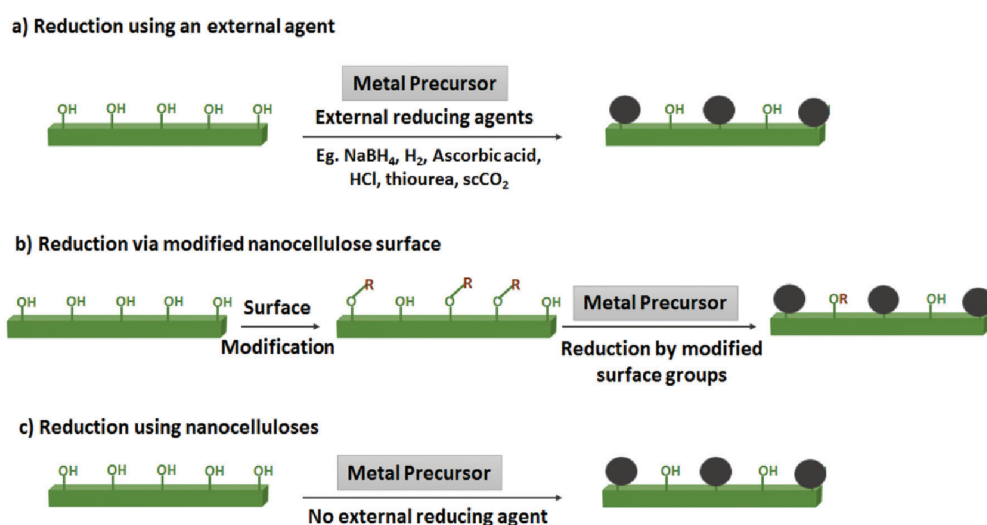 a) Reduction using an external agent
OH OH OH OH OH
Metal Precursor
External reducing agents
Eg. NaBH₄, H₂, Ascorbic acid,
HCl, thiourea, scCO₂
OH OH
b) Reduction via modified nanocellulose surface
OH OH OH OH OH
Surface
Modification
R R R
O OH O O OH
Metal Precursor
Reduction by modified
surface groups
OR OH
c) Reduction using nanocelluloses
OH OH OH OH OH
Metal Precursor
No external reducing agent
OH OH